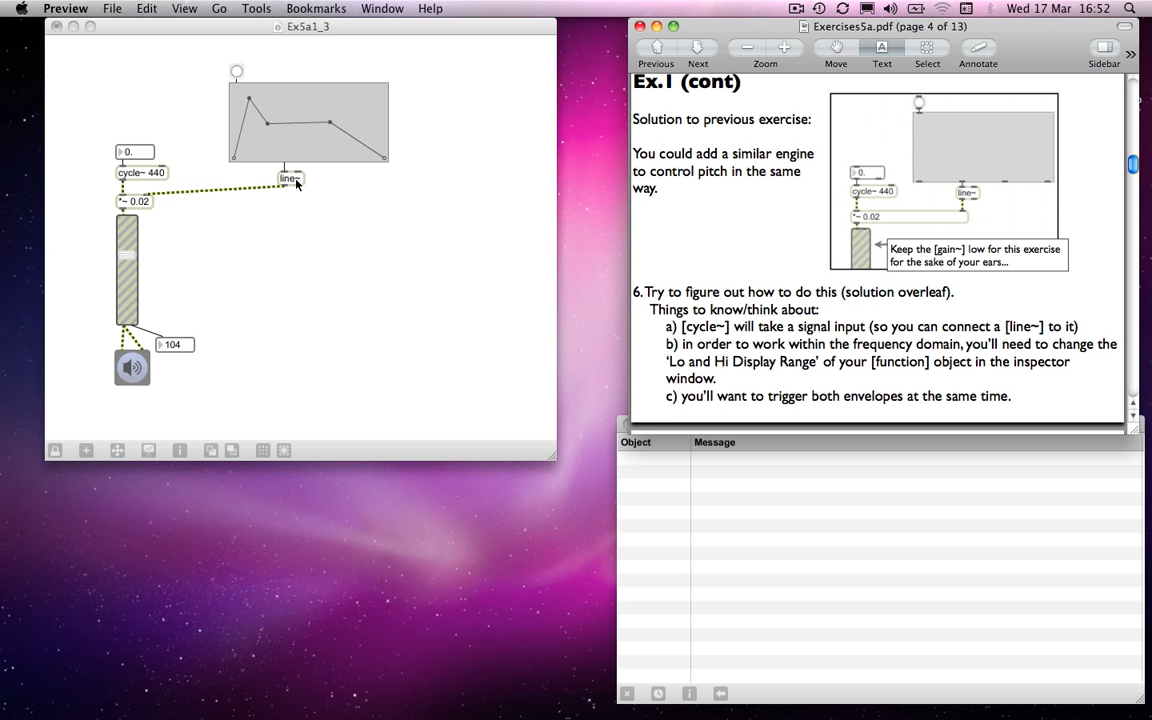 Preview File Edit View Go Tools Bookmarks Window Help Wed 17 Mar 16:52
Ex5a1_3
0.
cycle~ 440
*~ 0.02
line~
104
Exercises5a.pdf (page 4 of 13)
Previous Next Zoom Move Text Select Annotate Sidebar
Ex.1 (cont)
Solution to previous exercise:
You could add a similar engine
to control pitch in the same
way.
0.
cycle~ 440
line~
*~ 0.02
Keep the [gain~] low for this exercise
for the sake of your ears...
6. Try to figure out how to do this (solution overleaf).
Things to know/think about:
a) [cycle~] will take a signal input (so you can connect a [line~] to it)
b) in order to work within the frequency domain, you'll need to change the
'Lo and Hi Display Range' of your [function] object in the inspector
window.
c) you'll want to trigger both envelopes at the same time.
Object Message